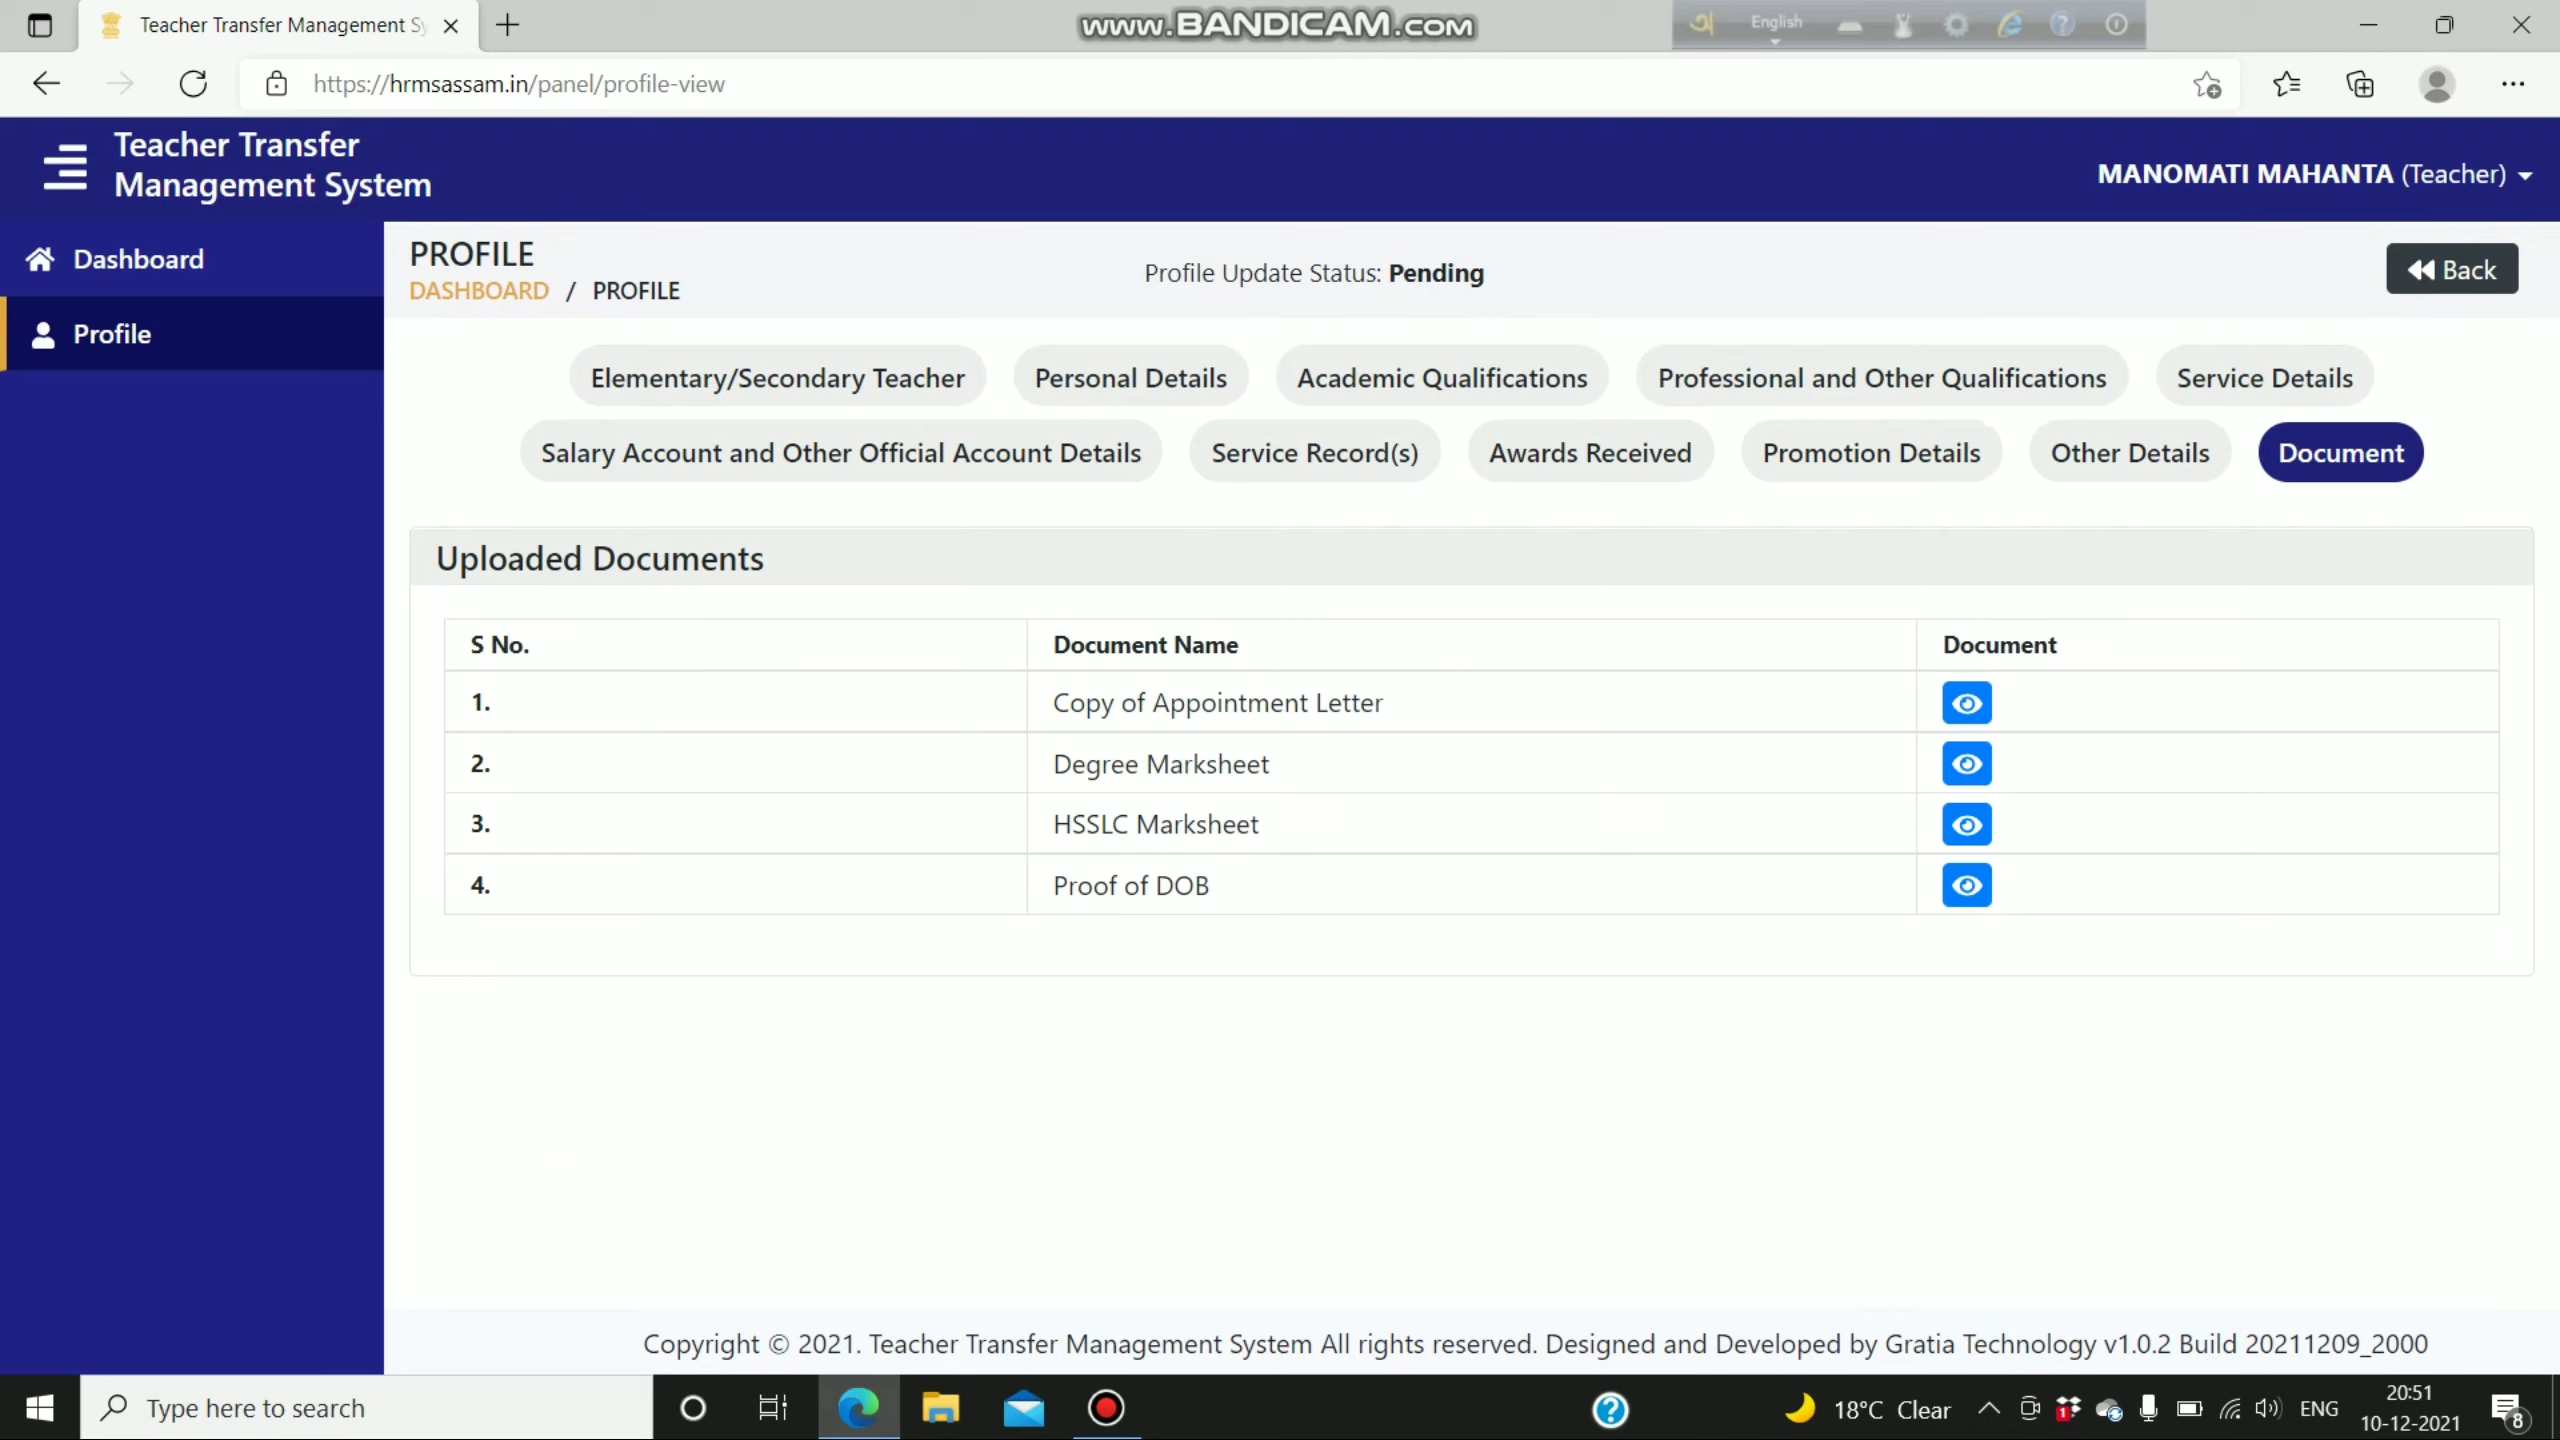 Teacher Transfer Management Sy
www.BANDICAM.com
English
https://hrmsassam.in/panel/profile-view
Teacher Transfer
Management System
MANOMATI MAHANTA (Teacher)
Dashboard
Profile
PROFILE
DASHBOARD / PROFILE
Profile Update Status: Pending
Back
Elementary/Secondary Teacher Personal Details Academic Qualifications Professional and Other Qualifications Service Details
Salary Account and Other Official Account Details Service Record(s) Awards Received Promotion Details Other Details Document
Uploaded Documents
S No. Document Name Document
1. Copy of Appointment Letter
2. Degree Marksheet
3. HSSLC Marksheet
4. Proof of DOB
Copyright © 2021. Teacher Transfer Management System All rights reserved. Designed and Developed by Gratia Technology v1.0.2 Build 20211209_2000
Type here to search
18°C Clear
1
ENG
20:51
10-12-2021
8